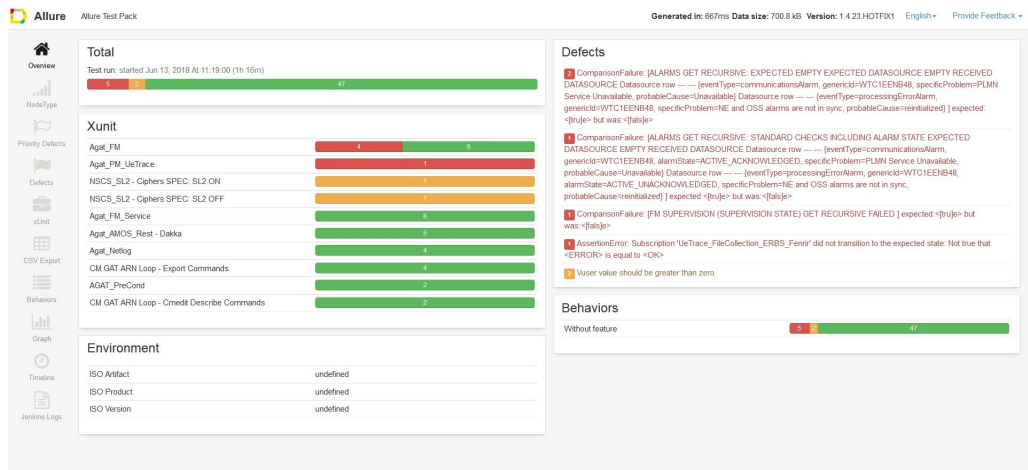 Allure
Allure Test Pack
Generated in: 667ms Data size: 700.8 kB Version: 1.4.23.HOTFIX1
English
Provide Feedback
Overview
NodeType
Priority Defects
Defects
xUnit
CSV Export
Behaviors
Graph
Timeline
Jenkins Logs
Total
Test run: started Jun 13, 2018 At 11:19:00 (1h 16m)
5 2 47
Xunit
Agat_FM 4 6
Agat_PM_UeTrace 1
NSCS_SL2 - Ciphers SPEC: SL2 ON 1
NSCS_SL2 - Ciphers SPEC: SL2 OFF 1
Agat_FM_Service 8
Agat_AMOS_Rest - Dakka 5
Agat_Netlog 4
CM GAT ARN Loop - Export Commands 4
AGAT_PreCond 2
CM GAT ARN Loop - Cmedit Describe Commands 2
Environment
ISO Artifact undefined
ISO Product undefined
ISO Version undefined
Defects
2 ComparisonFailure: [ALARMS GET RECURSIVE: EXPECTED EMPTY EXPECTED DATASOURCE EMPTY RECEIVED
DATASOURCE Datasource row --- --- {eventType=communicationsAlarm, genericId=WTC1EENB48, specificProblem=PLMN
Service Unavailable, probableCause=Unavailable} Datasource row --- --- {eventType=processingErrorAlarm,
genericId=WTC1EENB48, specificProblem=NE and OSS alarms are not in sync, probableCause=reinitialized} ] expected:
<[tru]e> but was:<[fals]e>
1 ComparisonFailure: [ALARMS GET RECURSIVE: STANDARD CHECKS INCLUDING ALARM STATE EXPECTED
DATASOURCE EMPTY RECEIVED DATASOURCE Datasource row --- --- {eventType=communicationsAlarm,
genericId=WTC1EENB48, alarmState=ACTIVE_ACKNOWLEDGED, specificProblem=PLMN Service Unavailable,
probableCause=Unavailable} Datasource row --- --- {eventType=processingErrorAlarm, genericId=WTC1EENB48,
alarmState=ACTIVE_UNACKNOWLEDGED, specificProblem=NE and OSS alarms are not in sync,
probableCause=reinitialized} ] expected:<[tru]e> but was:<[fals]e>
1 ComparisonFailure: [FM SUPERVISION (SUPERVISION STATE) GET RECURSIVE FAILED ] expected:<[tru]e> but
was:<[fals]e>
1 AssertionError: Subscription 'UeTrace_FileCollection_ERBS_Fenrir' did not transition to the expected state: Not true that
<ERROR> is equal to <OK>
2 Vuser value should be greater than zero
Behaviors
Without feature 5 2 47